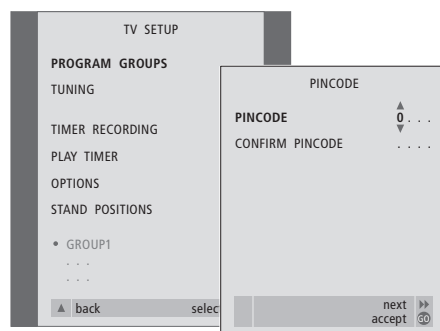 TV SETUP
PROGRAM GROUPS
TUNING
TIMER RECORDING
PLAY TIMER
OPTIONS
STAND POSITIONS
• GROUP1
. . .
. . .
▲ back selec
PINCODE
PINCODE 0 . . .
CONFIRM PINCODE . . . .
next
accept GO